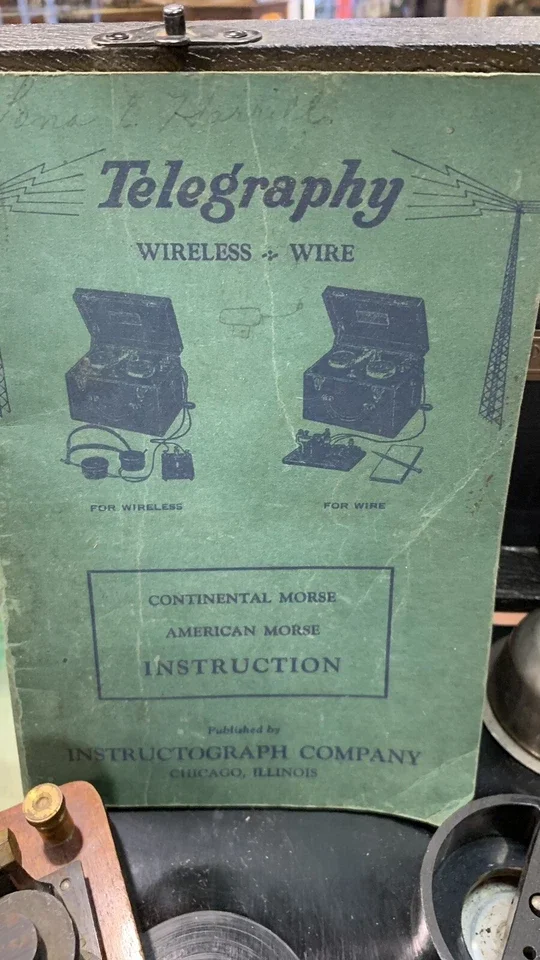 Telegraphy
WIRELESS WIRE
FOR WIRELESS
FOR WIRE
CONTINENTAL MORSE
AMERICAN MORSE
INSTRUCTION
Published by
INSTRUCTOGRAPH COMPANY
CHICAGO, ILLINOIS